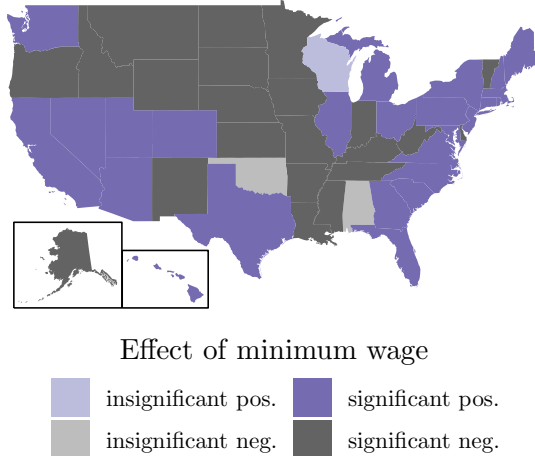 Effect of minimum wage
insignificant pos. significant pos.
insignificant neg. significant neg.